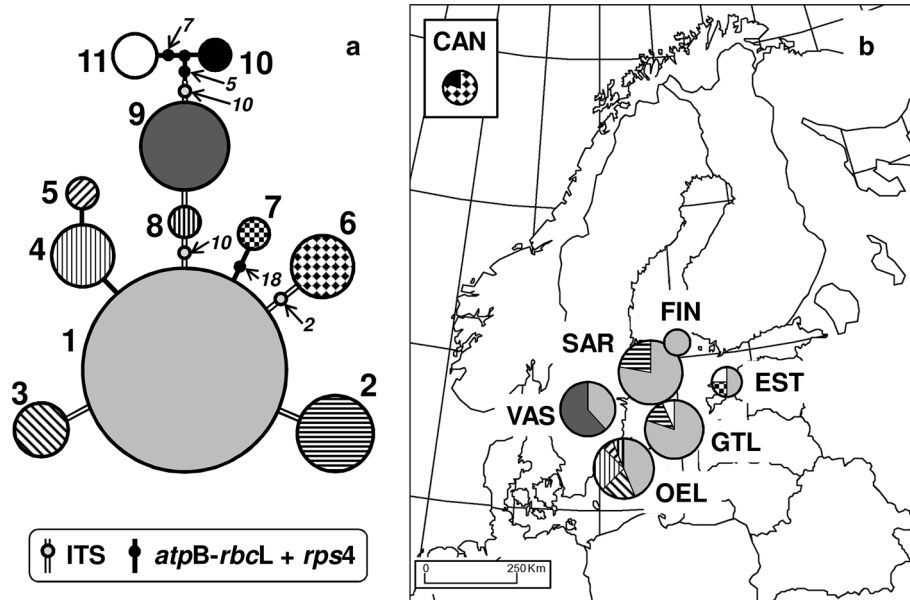 a
7
11
10
5
10
9
5
8
7
6
4
10
18
2
1
3
2
ITS
atpB-rbcL + rps4
b
CAN
FIN
SAR
EST
VAS
GTL
OEL
0 250 Km